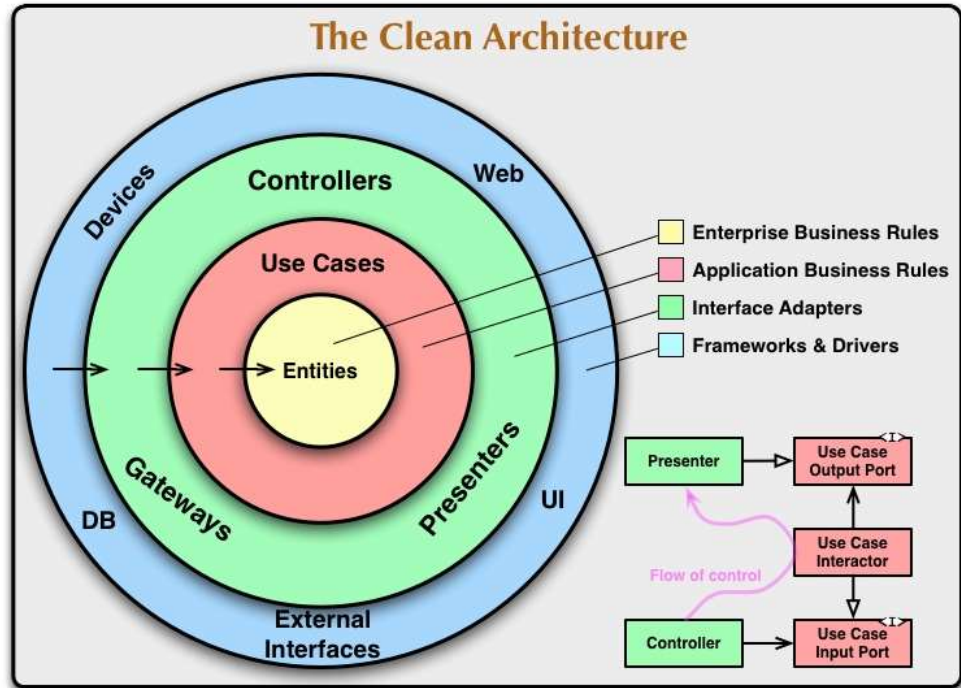 The Clean Architecture
Devices
Web
Controllers
Use Cases
Entities
Gateways
Presenters
DB
UI
External
Interfaces
Enterprise Business Rules
Application Business Rules
Interface Adapters
Frameworks & Drivers
Presenter
<I>
Use Case
Output Port
Use Case
Interactor
Flow of control
Controller
<I>
Use Case
Input Port